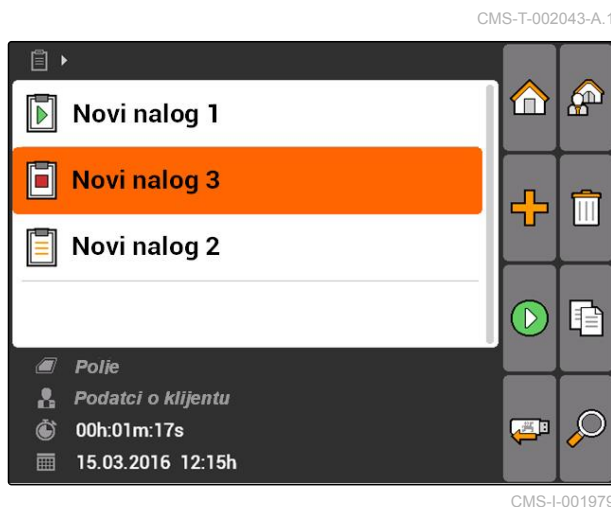 CMS-T-002043-A.1
Novi nalog 1
Novi nalog 3
Novi nalog 2
Polje
Podatci o klijentu
00h:01m:17s
15.03.2016 12:15h
CMS-I-001979